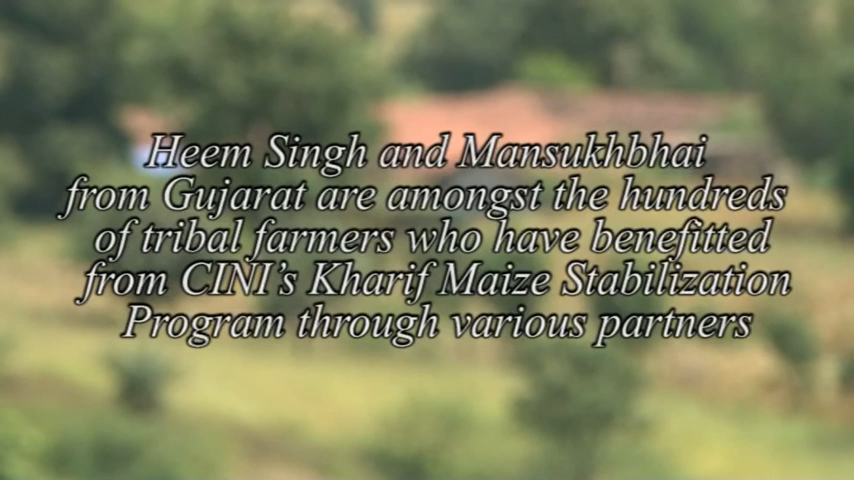 Heem Singh and Mansukhbhai
from Gujarat are amongst the hundreds
of tribal farmers who have benefitted
from CINI’s Kharif Maize Stabilization
Program through various partners